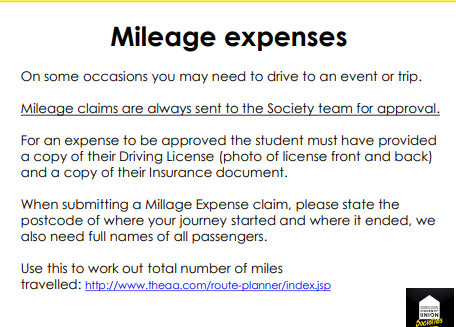 Mileage expenses
On some occasions you may need to drive to an event or trip.
Mileage claims are always sent to the Society team for approval.
For an expense to be approved the student must have provided
a copy of their Driving License (photo of license front and back)
and a copy of their Insurance document.
When submitting a Millage Expense claim, please state the
postcode of where your journey started and where it ended, we
also need full names of all passengers.
Use this to work out total number of miles
travelled: http://www.theaa.com/route-planner/index.jsp
UNION
Societies